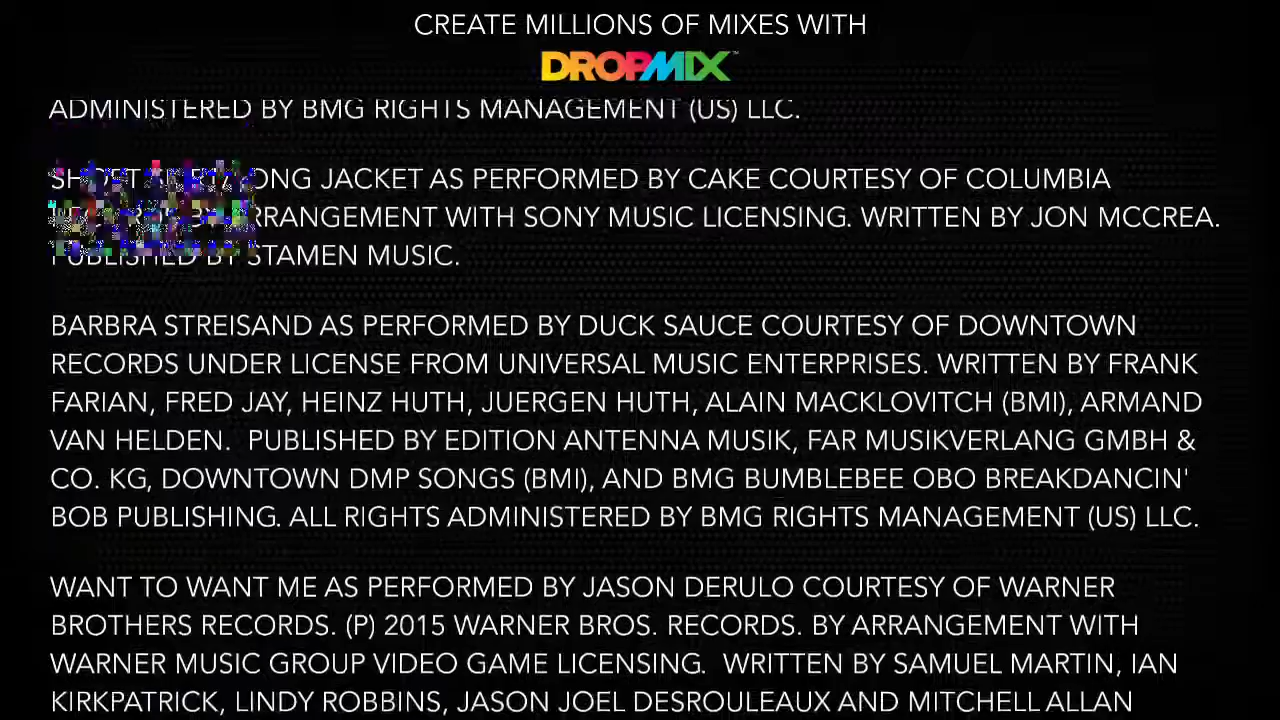 CREATE MILLIONS OF MIXES WITH
DROPMIX™
ADMINISTERED BY BMG RIGHTS MANAGEMENT (US) LLC.
JACKET AS PERFORMED BY CAKE COURTESY OF COLUMBIA
WITH SONY MUSIC LICENSING. WRITTEN BY JON MCCREA.
PUBLISHED BY STAMEN MUSIC.
BARBRA STREISAND AS PERFORMED BY DUCK SAUCE COURTESY OF DOWNTOWN
RECORDS UNDER LICENSE FROM UNIVERSAL MUSIC ENTERPRISES. WRITTEN BY FRANK
FARIAN, FRED JAY, HEINZ HUTH, JUERGEN HUTH, ALAIN MACKLOVITCH (BMI), ARMAND
VAN HELDEN. PUBLISHED BY EDITION ANTENNA MUSIK, FAR MUSIKVERLANG GMBH &
CO. KG, DOWNTOWN DMP SONGS (BMI), AND BMG BUMBLEBEE OBO BREAKDANCIN'
BOB PUBLISHING. ALL RIGHTS ADMINISTERED BY BMG RIGHTS MANAGEMENT (US) LLC.
WANT TO WANT ME AS PERFORMED BY JASON DERULO COURTESY OF WARNER
BROTHERS RECORDS. (P) 2015 WARNER BROS. RECORDS. BY ARRANGEMENT WITH
WARNER MUSIC GROUP VIDEO GAME LICENSING. WRITTEN BY SAMUEL MARTIN, IAN
KIRKPATRICK, LINDY ROBBINS, JASON JOEL DESROULEAUX AND MITCHELL ALLAN